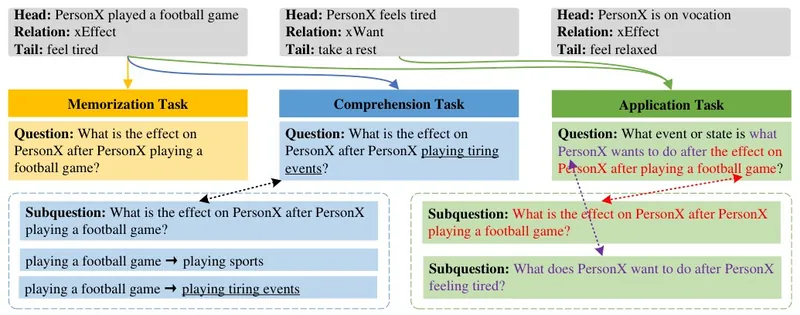 Head: PersonX played a football game
Relation: xEffect
Tail: feel tired
Head: PersonX feels tired
Relation: xWant
Tail: take a rest
Head: PersonX is on vocation
Relation: xEffect
Tail: feel relaxed
Memorization Task
Question: What is the effect on
PersonX after PersonX playing a
football game?
Comprehension Task
Question: What is the effect on
PersonX after PersonX playing tiring
events?
Application Task
Question: What event or state is what
PersonX wants to do after the effect on
PersonX after playing a football game?
Subquestion: What is the effect on PersonX after PersonX
playing a football game?
playing a football game → playing sports
playing a football game → playing tiring events
Subquestion: What is the effect on PersonX after PersonX
playing a football game?
Subquestion: What does PersonX want to do after PersonX
feeling tired?